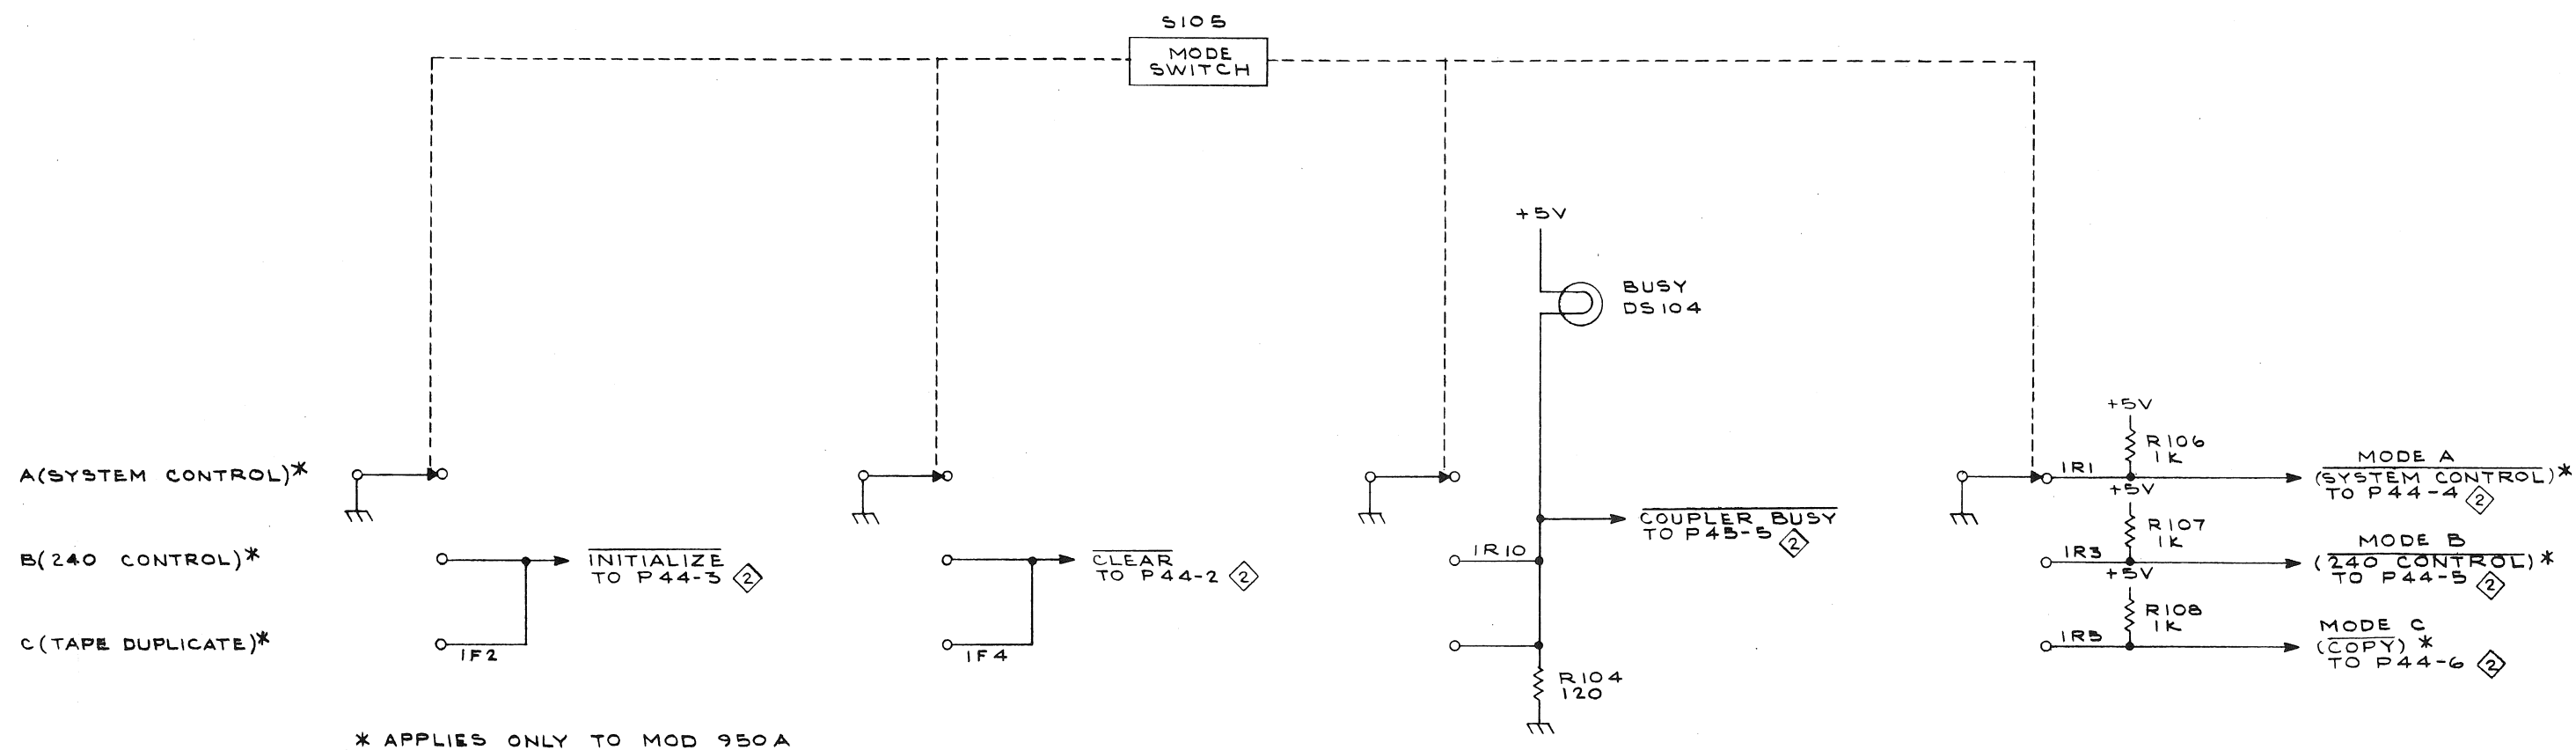 S105
MODE
SWITCH
+5V
BUSY
DS104
+5V
R106
1K
A(SYSTEM CONTROL)*
1R1
MODE A
(SYSTEM CONTROL)*
TO P44-4 2
+5V
R107
1K
COUPLER BUSY
TO P45-5 2
B(240 CONTROL)*
INITIALIZE
TO P44-3 2
CLEAR
TO P44-2 2
1R10
1R3
MODE B
(240 CONTROL)*
TO P44-5 2
+5V
R108
1K
C(TAPE DUPLICATE)*
1F2
1F4
1R5
MODE C
(COPY)*
TO P44-6 2
R104
120
* APPLIES ONLY TO MOD 950A